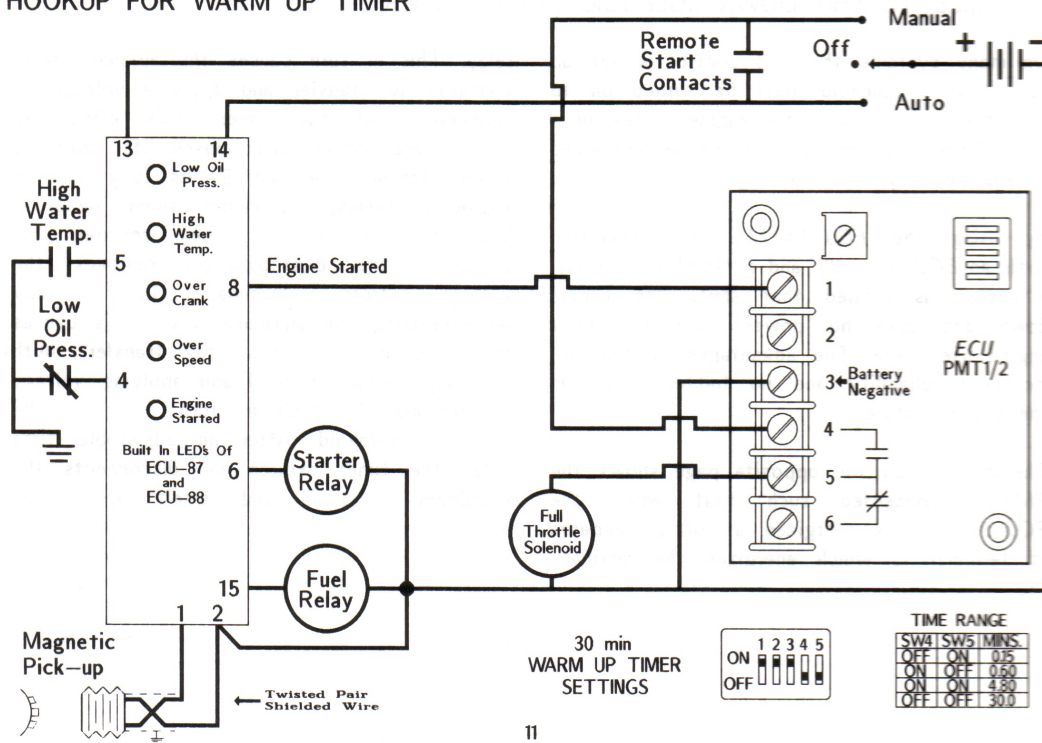 HOOKUP FOR WARM UP TIMER
Manual
Remote
Start
Contacts
Off
+
–
Auto
13
14
Low Oil
Press.
High
Water
Temp.
5
High
Water
Temp.
Over
Crank
8
Engine Started
Low
Oil
Press.
4
Over
Speed
Engine
Started
Built In LED's Of
ECU–87
and
ECU–88
6
Starter
Relay
15
Fuel
Relay
1
2
Full
Throttle
Solenoid
1
2
3
Battery
Negative
4
5
6
ECU
PMT1/2
Magnetic
Pick–up
Twisted Pair
Shielded Wire
30 min
WARM UP TIMER
SETTINGS
1 2 3 4 5
ON
OFF
TIME RANGE
SW4 SW5 MINS.
OFF ON 0.15
ON OFF 0.60
ON ON 4.80
OFF OFF 30.0
11